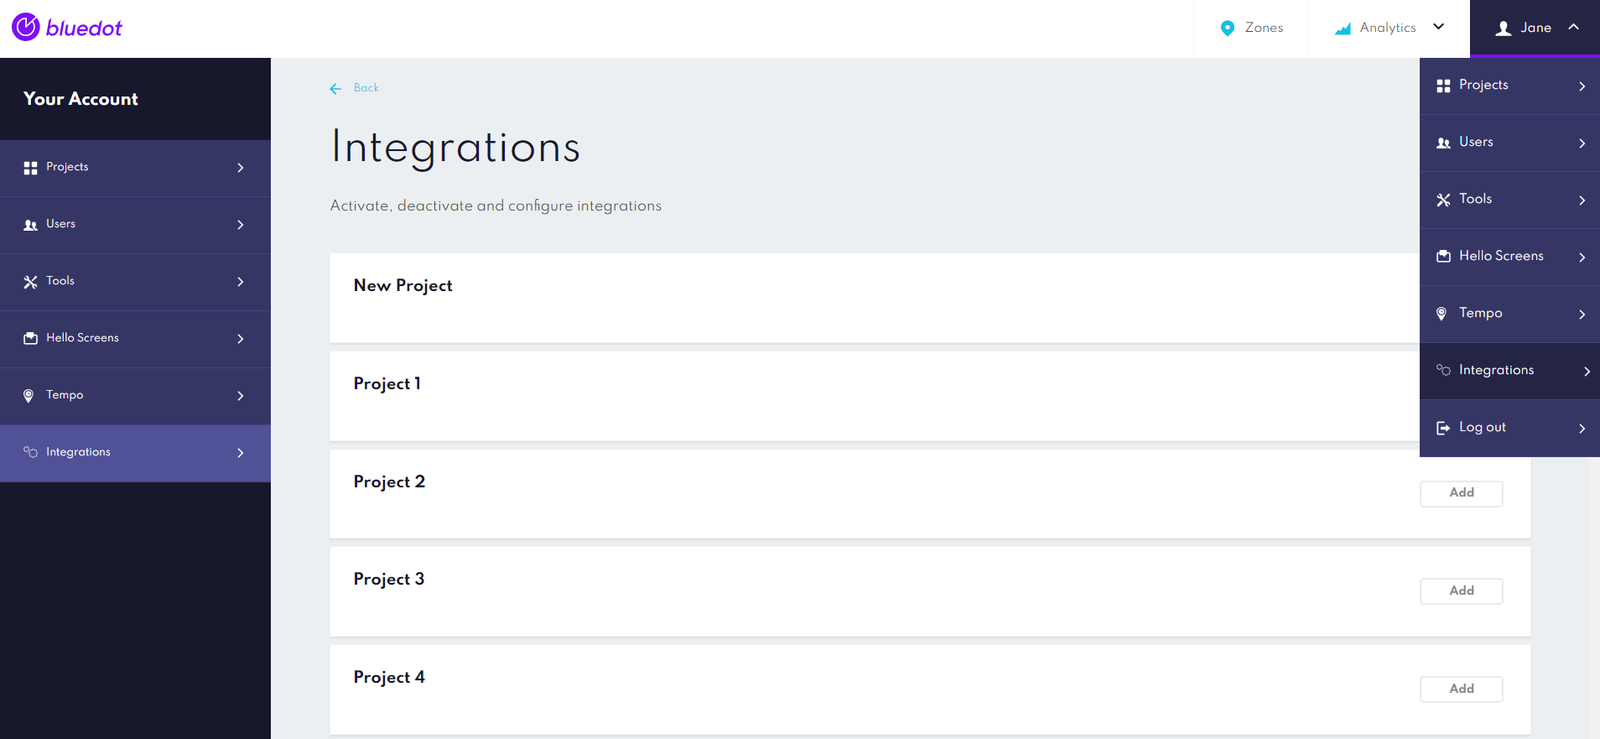 bluedot
Zones
Analytics
Jane
Your Account
Projects
Users
Tools
Hello Screens
Tempo
Integrations
Back
Integrations
Activate, deactivate and configure integrations
New Project
Project 1
Project 2
Add
Project 3
Add
Project 4
Add
Projects
Users
Tools
Hello Screens
Tempo
Integrations
Log out